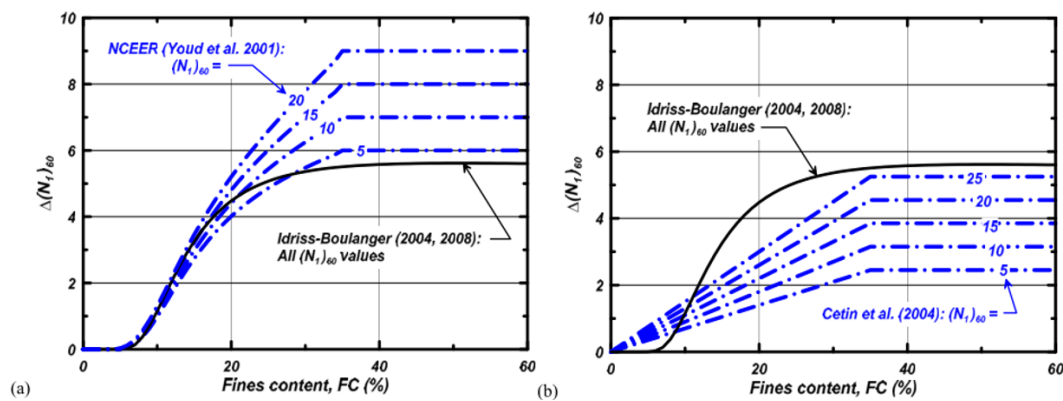 10
8
6
4
2
0
Δ(N₁)₆₀
NCEER (Youd et al. 2001):
(N₁)₆₀ =
20
15
10
5
Idriss-Boulanger (2004, 2008):
All (N₁)₆₀ values
0 20 40 60
Fines content, FC (%)
(a)
10
8
6
4
2
0
Δ(N₁)₆₀
Idriss-Boulanger (2004, 2008):
All (N₁)₆₀ values
25
20
15
10
5
Cetin et al. (2004): (N₁)₆₀ =
0 10 20 40 60
Fines content, FC (%)
(b)